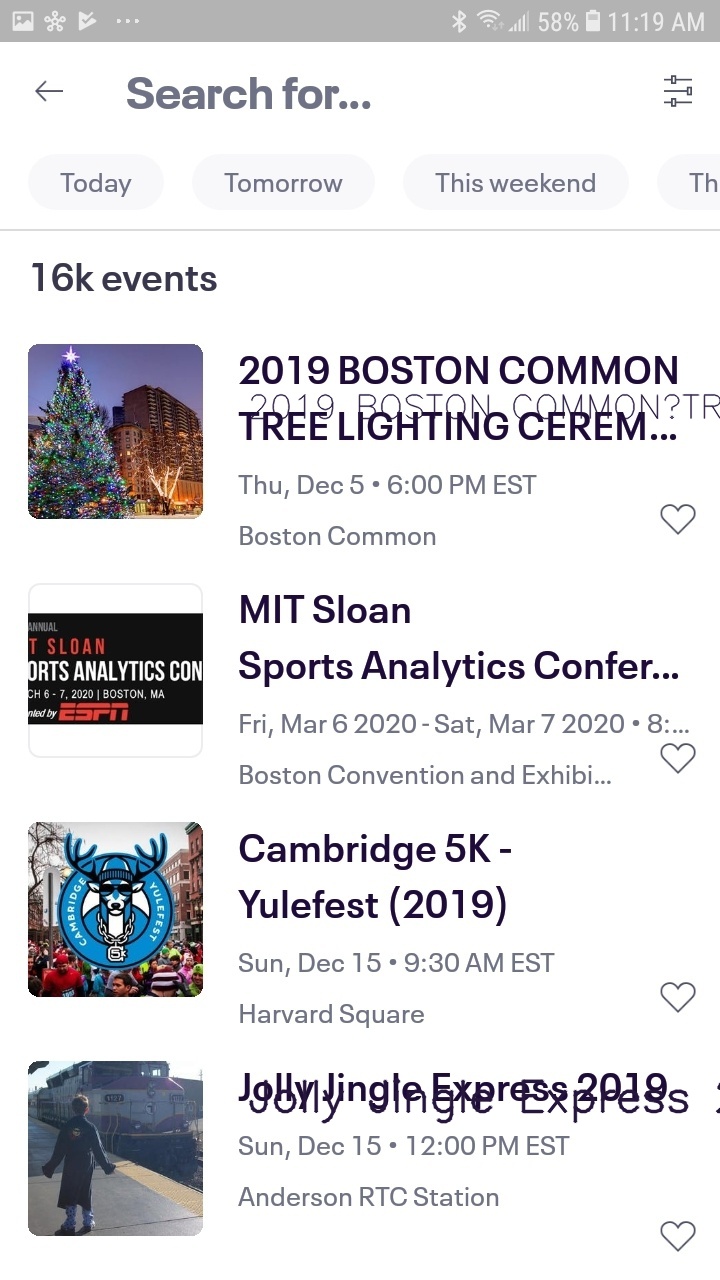 58% 11:19 AM
Search for...
Today Tomorrow This weekend Th
16k events
2019 BOSTON COMMON
2019 BOSTON COMMON?TR
TREE LIGHTING CEREM...
Thu, Dec 5 • 6:00 PM EST
Boston Common
ANNUAL
T SLOAN
ORTS ANALYTICS CON
CH 6 - 7, 2020 | BOSTON, MA
nted by ESPN
MIT Sloan
Sports Analytics Confer...
Fri, Mar 6 2020 - Sat, Mar 7 2020 • 8:...
Boston Convention and Exhibi...
CAMBRIDGE YULEFEST
5K
Cambridge 5K -
Yulefest (2019)
Sun, Dec 15 • 9:30 AM EST
Harvard Square
Jolly Jingle Express 2019
Jolly Jingle Express
Sun, Dec 15 • 12:00 PM EST
Anderson RTC Station